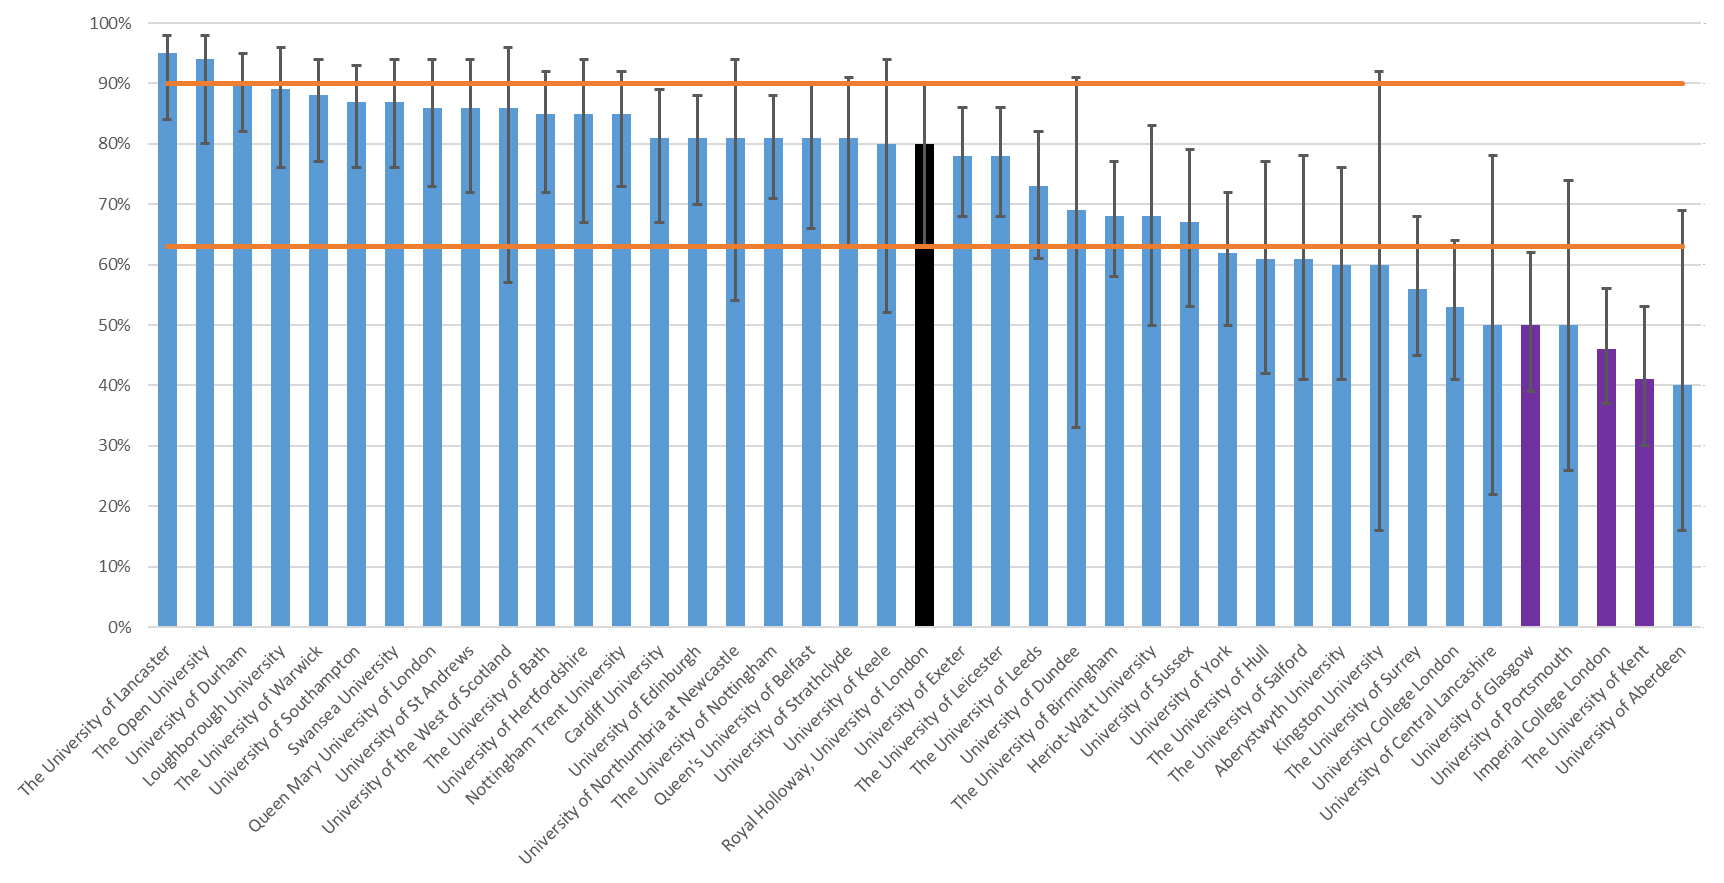 100%
90%
80%
70%
60%
50%
40%
30%
20%
10%
0%
The University of Lancaster
The Open University
University of Durham
Loughborough University
The University of Warwick
University of Southampton
Swansea University
Queen Mary University of London
University of St Andrews
University of the West of Scotland
The University of Bath
University of Hertfordshire
Nottingham Trent University
Cardiff University
University of Edinburgh
University of Northumbria at Newcastle
The University of Nottingham
Queen's University of Belfast
University of Strathclyde
University of Keele
Royal Holloway, University of London
University of Exeter
The University of Leicester
The University of Leeds
University of Dundee
The University of Birmingham
Heriot-Watt University
University of Sussex
University of York
The University of Hull
The University of Salford
Aberystwyth University
Kingston University
The University of Surrey
University College London
University of Central Lancashire
University of Glasgow
University of Portsmouth
Imperial College London
The University of Kent
University of Aberdeen